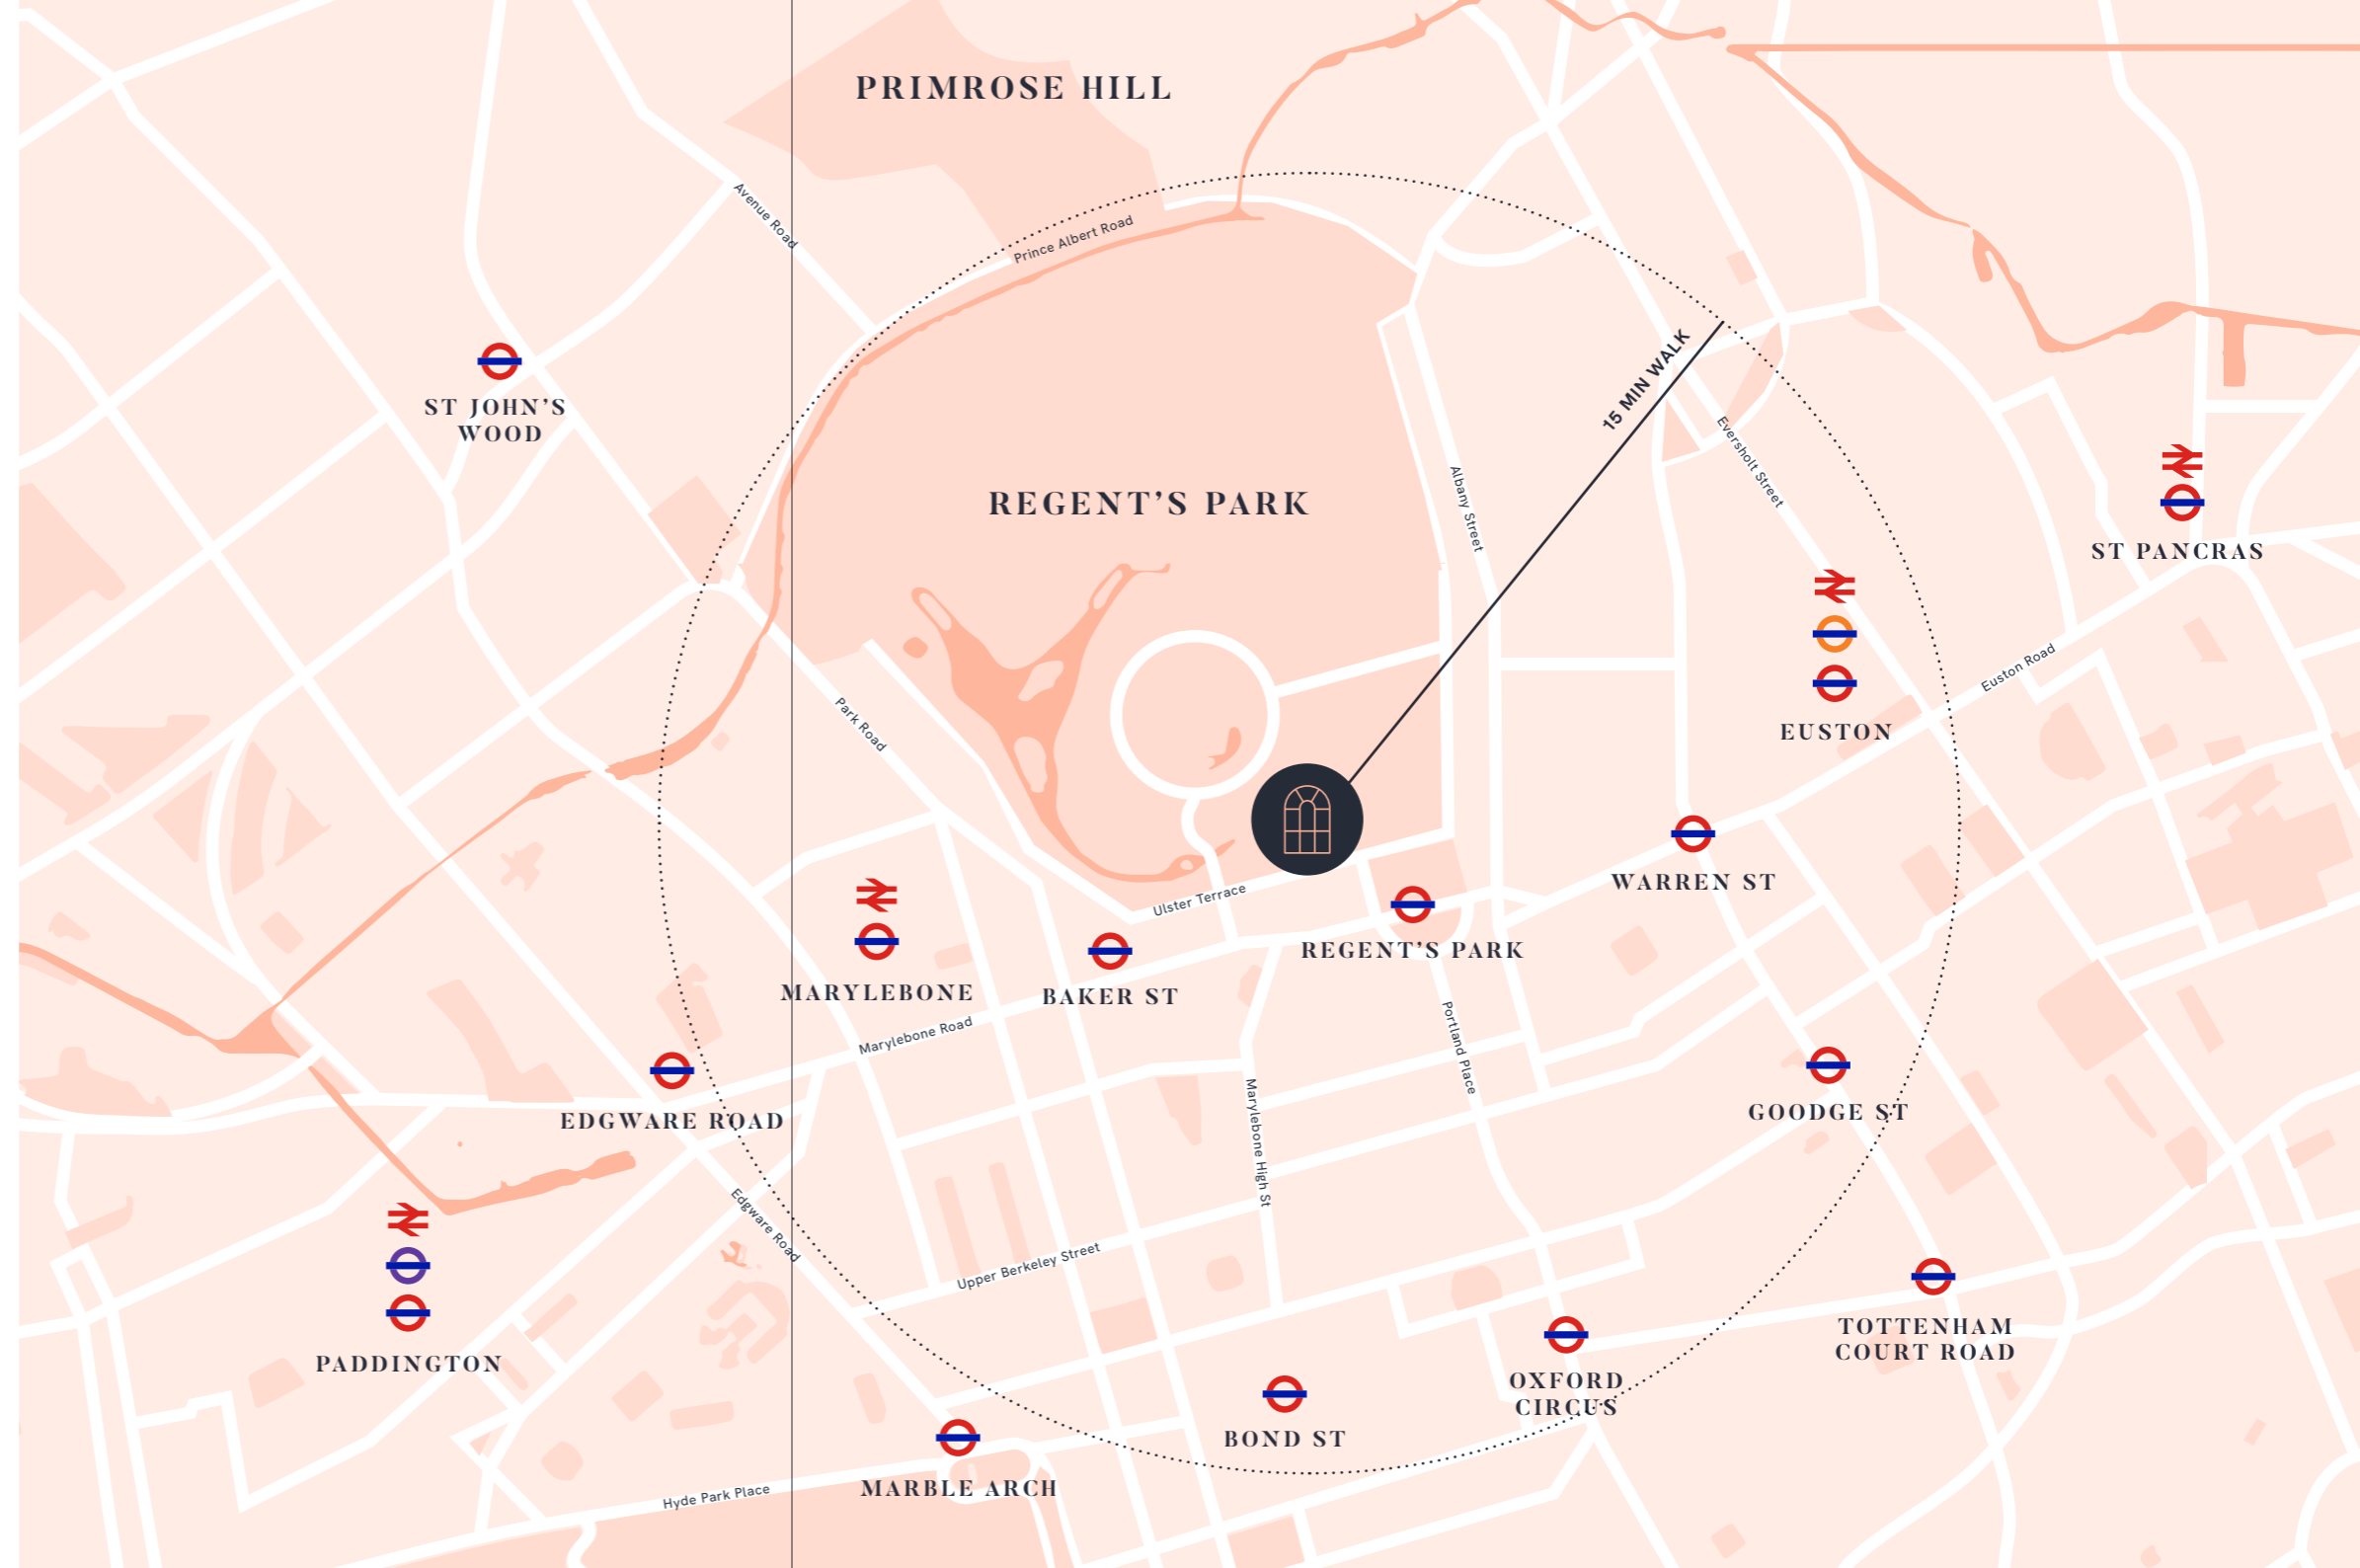 PRIMROSE HILL
Avenue Road
Prince Albert Road
15 MIN WALK
ST JOHN’S
WOOD
Eversholt Street
Albany Street
REGENT’S PARK
ST PANCRAS
Euston Road
Park Road
EUSTON
WARREN ST
Ulster Terrace
REGENT’S PARK
MARYLEBONE
BAKER ST
Marylebone Road
Portland Place
EDGWARE ROAD
GOODGE ST
Marylebone High St
Edgware Road
Upper Berkeley Street
PADDINGTON
TOTTENHAM
COURT ROAD
OXFORD
CIRCUS
BOND ST
MARBLE ARCH
Hyde Park Place